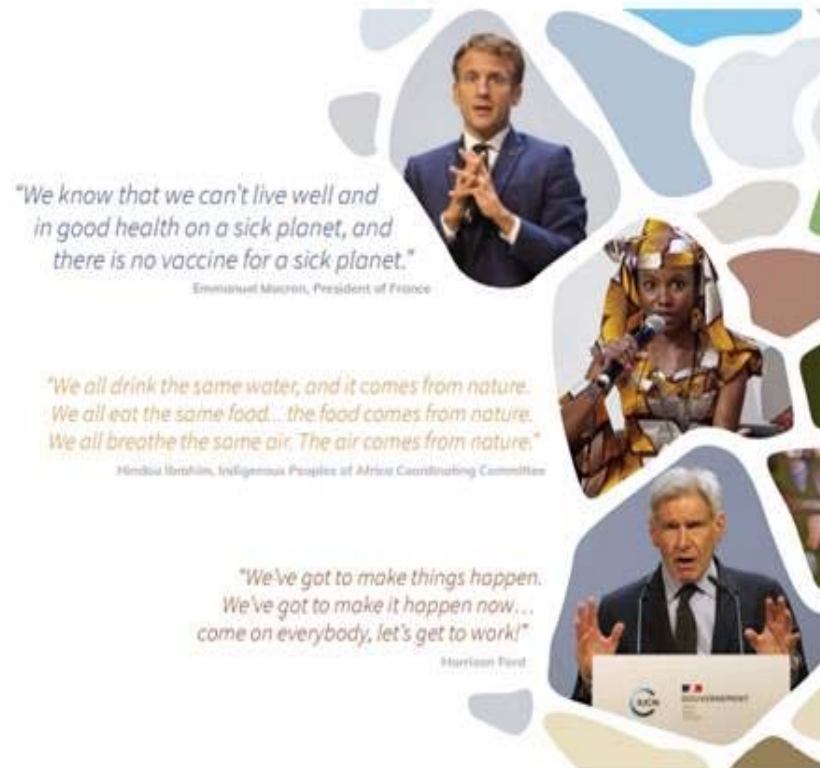 "We know that we can't live well and
in good health on a sick planet, and
there is no vaccine for a sick planet."
Emmanuel Macron, President of France
"We all drink the same water, and it comes from nature.
We all eat the same food... the food comes from nature.
We all breathe the same air. The air comes from nature."
Hindou Ibrahim, Indigenous Peoples of Africa Coordinating Committee
"We've got to make things happen.
We've got to make it happen now...
come on everybody, let's get to work!"
Harrison Ford
IUCN
GOUVERNEMENT